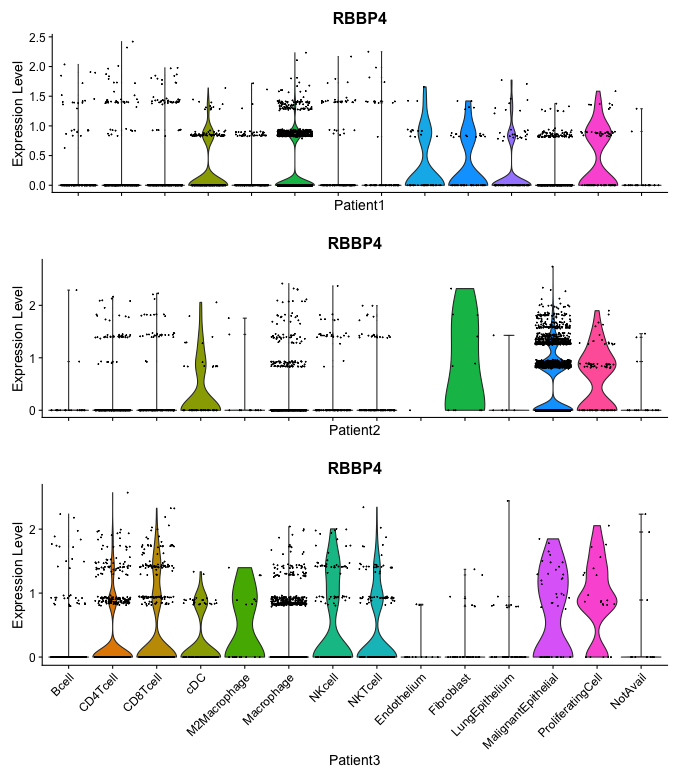 RBBP4
Expression Level
2.5
2.0
1.5
1.0
0.5
0.0
Patient1
RBBP4
Expression Level
2
1
0
Patient2
RBBP4
Expression Level
2
1
0
Bcell
CD4Tcell
CD8Tcell
cDC
M2Macrophage
Macrophage
NKcell
NKTcell
Endothelium
Fibroblast
LungEpithelium
MalignantEpithelial
ProliferatingCell
NotAvail
Patient3